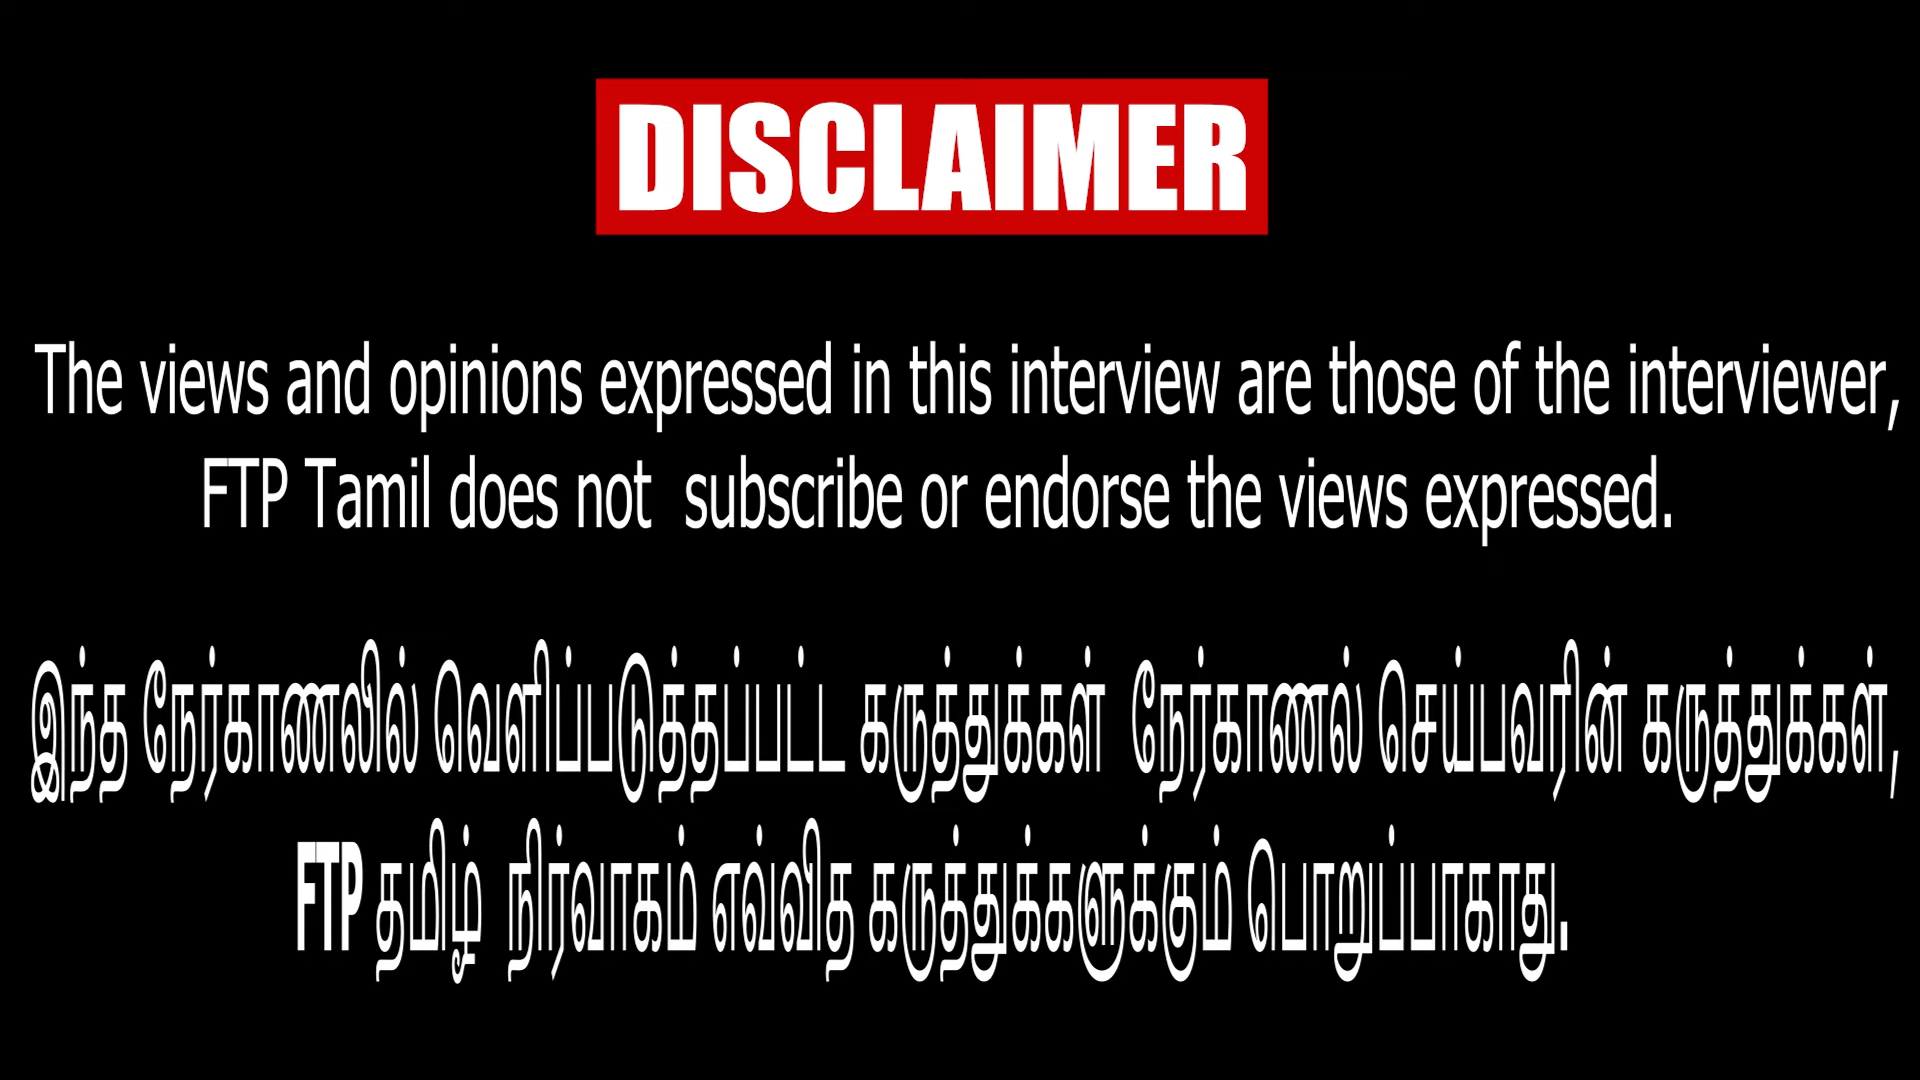 DISCLAIMER
The views and opinions expressed in this interview are those of the interviewer,
FTP Tamil does not subscribe or endorse the views expressed.
இந்த நேர்காணலில் வெளிப்படுத்தப்பட்ட கருத்துக்கள் நேர்காணல் செய்பவரின் கருத்துக்கள்,
FTP தமிழ் நிர்வாகம் எவ்வித கருத்துக்களுக்கும் பொறுப்பாகாது.